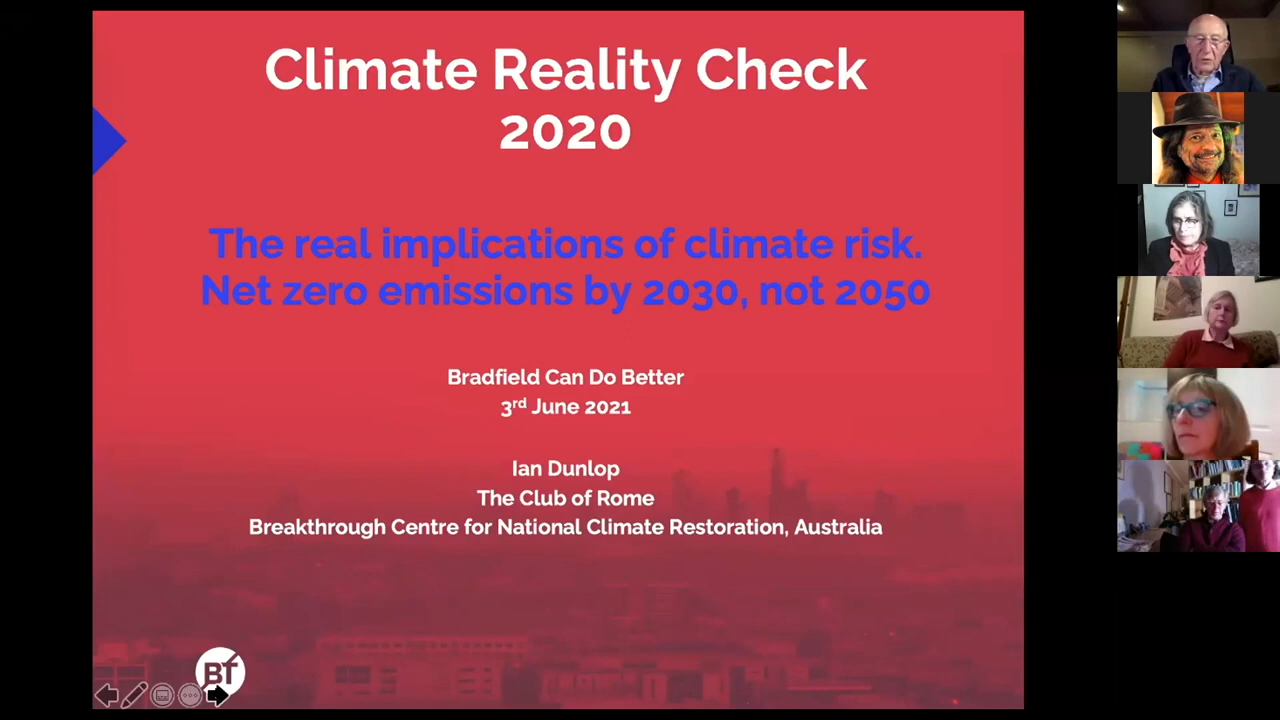 Climate Reality Check
2020
The real implications of climate risk.
Net zero emissions by 2030, not 2050
Bradfield Can Do Better
3rd June 2021
Ian Dunlop
The Club of Rome
Breakthrough Centre for National Climate Restoration, Australia
Bf